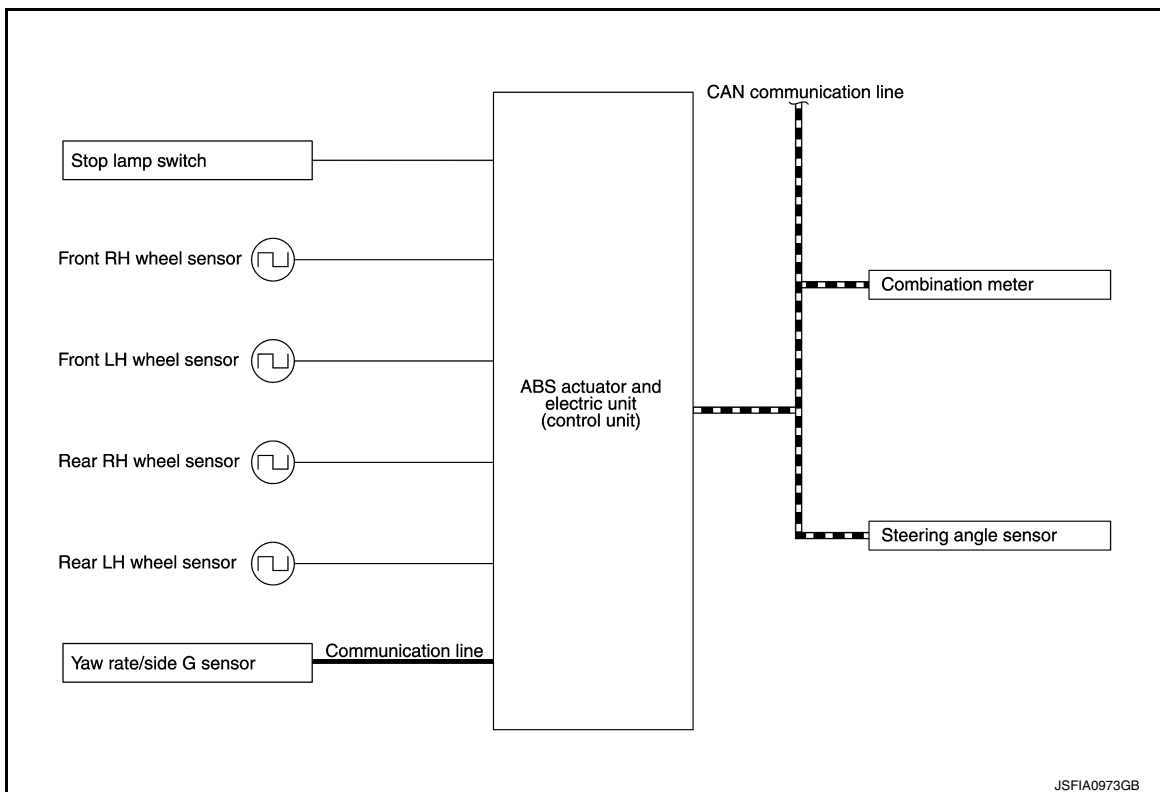 CAN communication line
Stop lamp switch
Front RH wheel sensor
Combination meter
Front LH wheel sensor
ABS actuator and
electric unit
(control unit)
Rear RH wheel sensor
Steering angle sensor
Rear LH wheel sensor
Communication line
Yaw rate/side G sensor
JSFIA0973GB